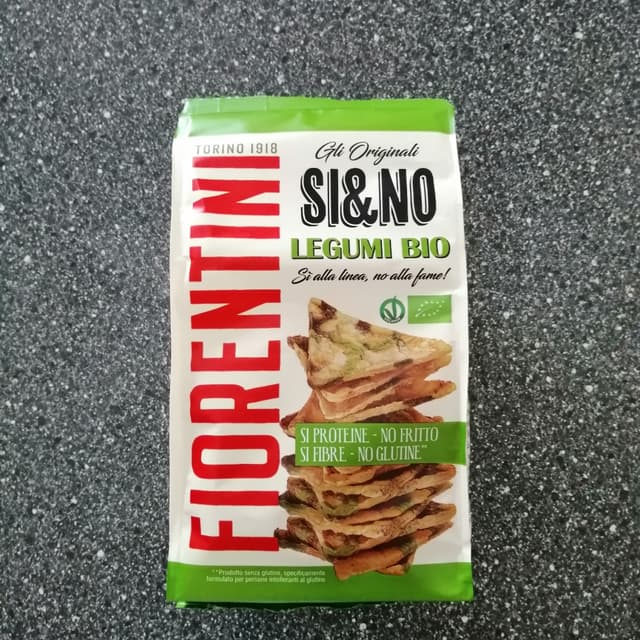 TORINO 1918
FIORENTINI
Gli Originali
SI&NO
LEGUMI BIO
Sì alla linea, no alla fame!
SI PROTEINE - NO FRITTO
SI FIBRE - NO GLUTINE**
**Prodotto senza glutine, specificamente
formulato per persone intolleranti al glutine